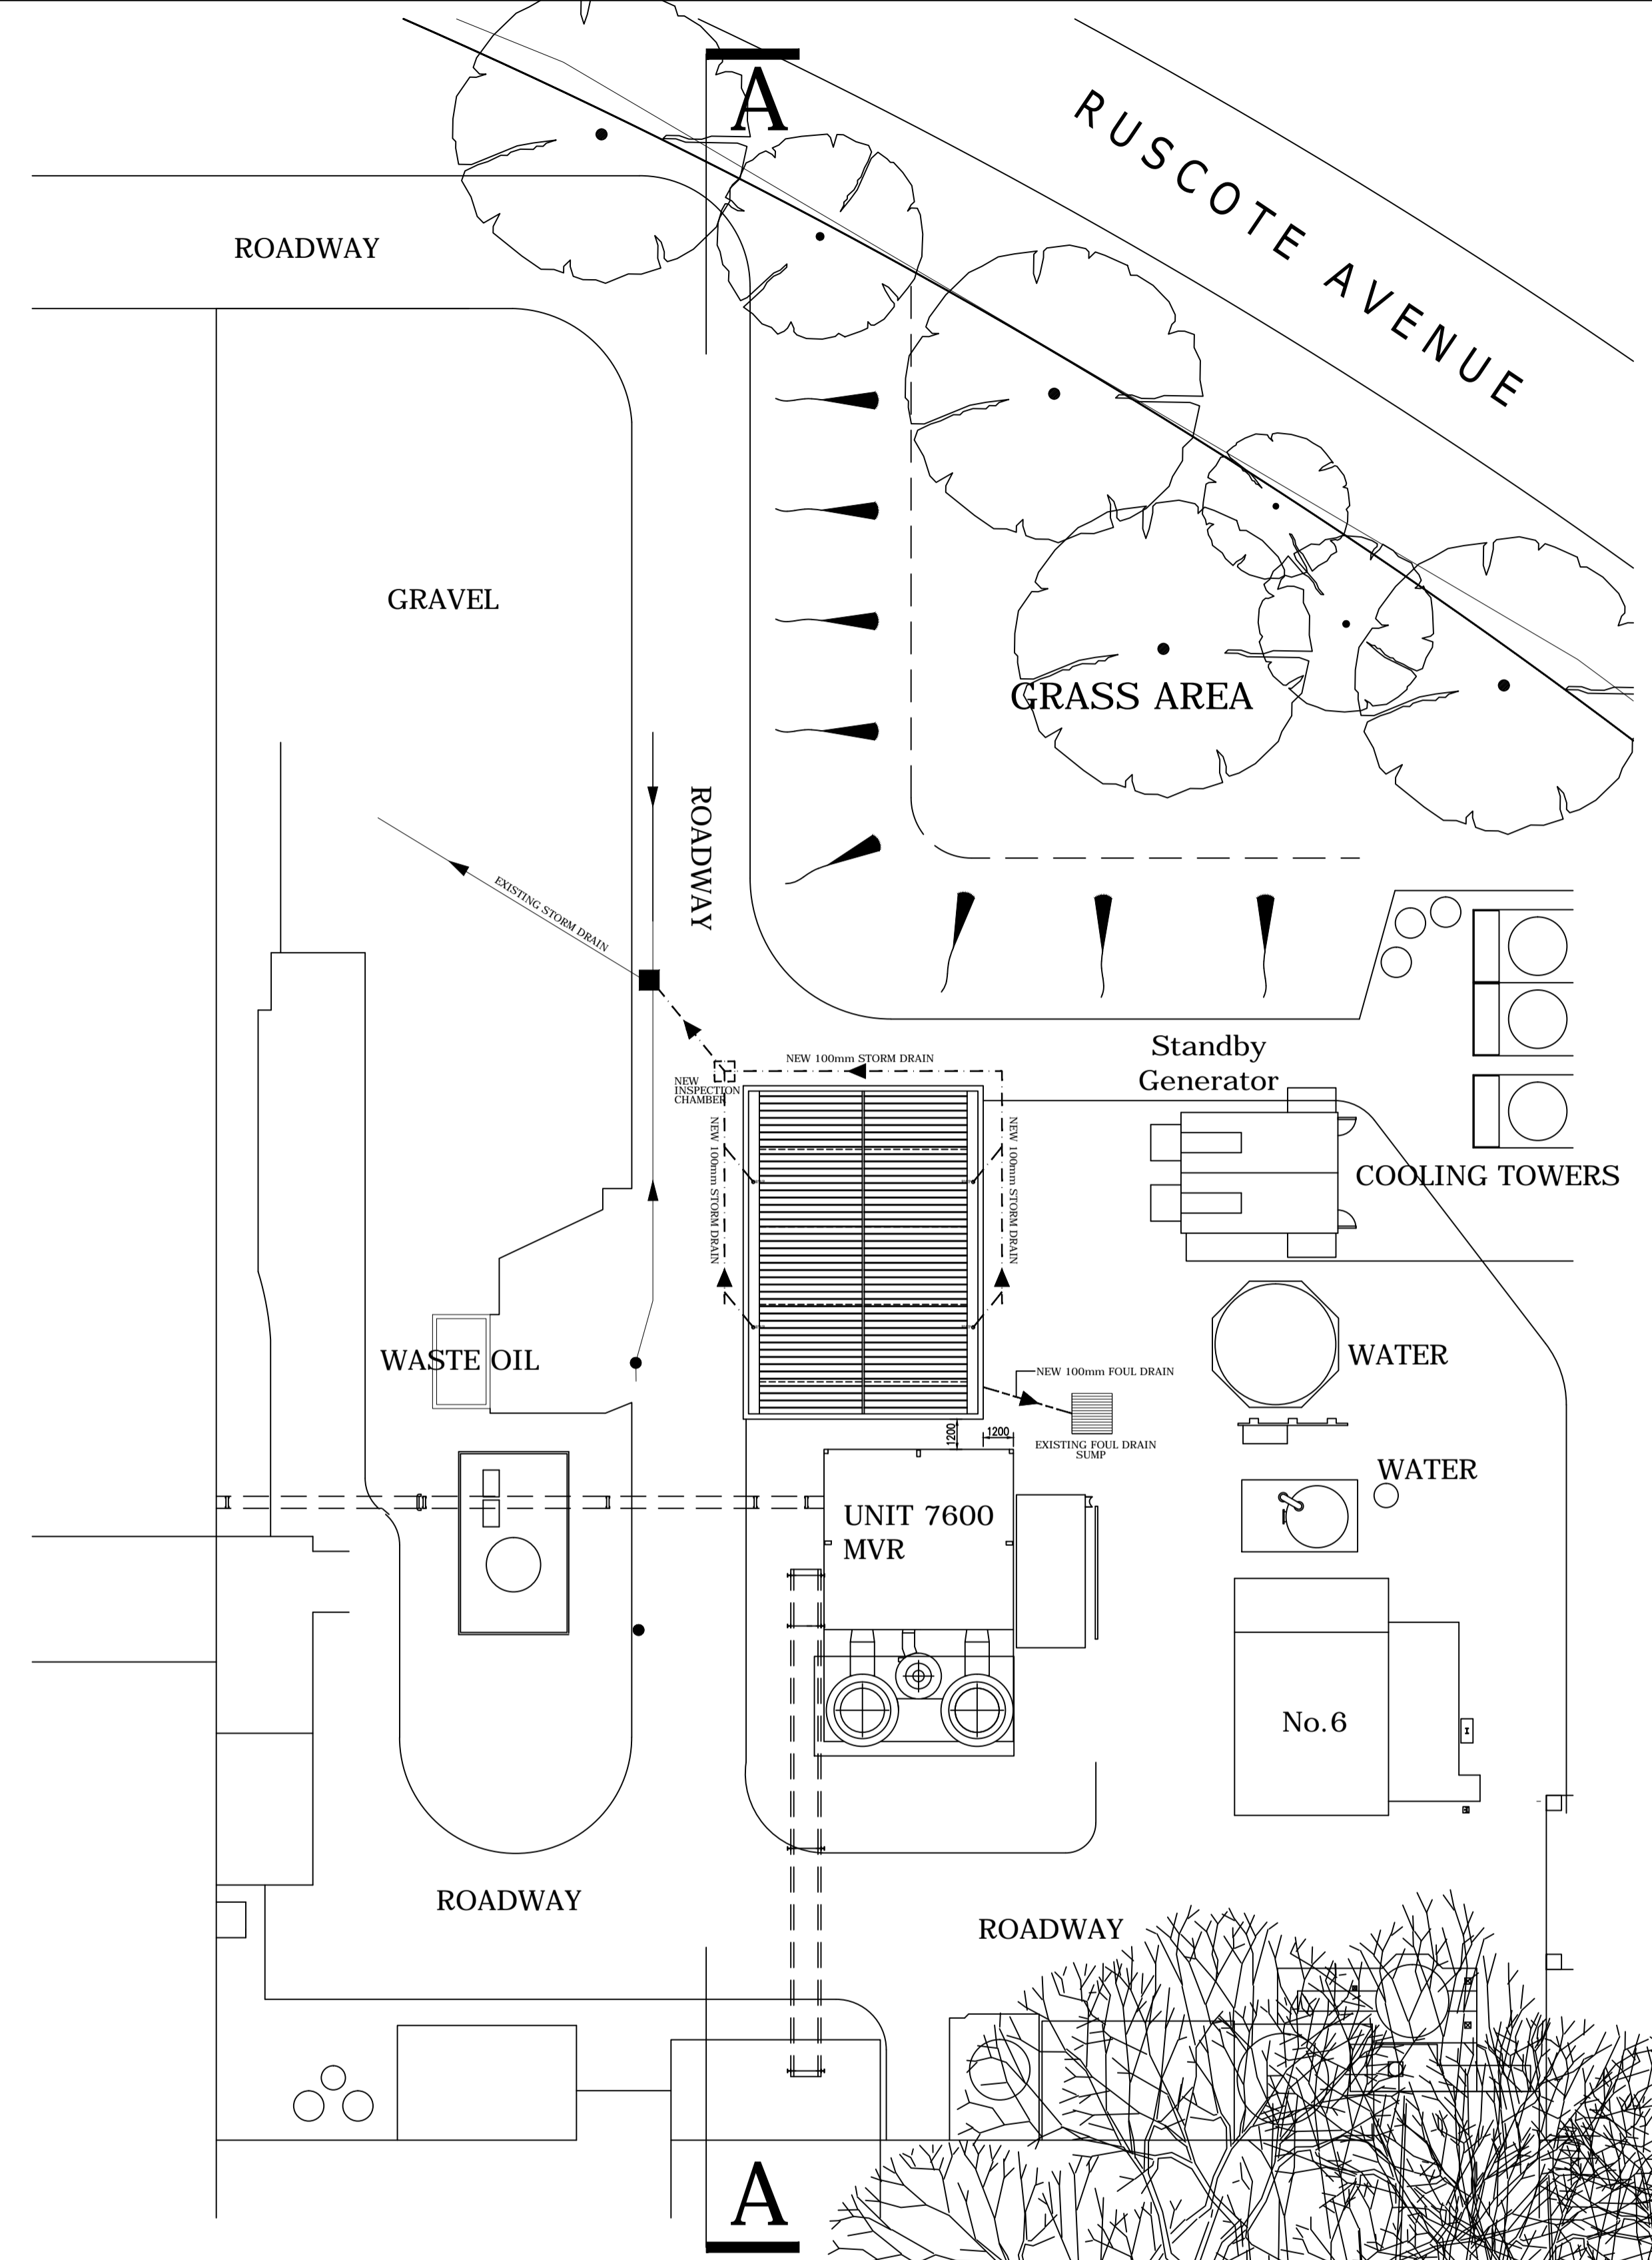 A
RUSCOTE AVENUE
ROADWAY
GRAVEL
GRASS AREA
ROADWAY
EXISTING STORM DRAIN
Standby
Generator
NEW 100mm STORM DRAIN
NEW
INSPECTION
CHAMBER
NEW 100mm STORM DRAIN
NEW 100mm STORM DRAIN
COOLING TOWERS
WASTE OIL
WATER
NEW 100mm FOUL DRAIN
1200
1200
EXISTING FOUL DRAIN
SUMP
WATER
UNIT 7600
MVR
No.6
ROADWAY
ROADWAY
A